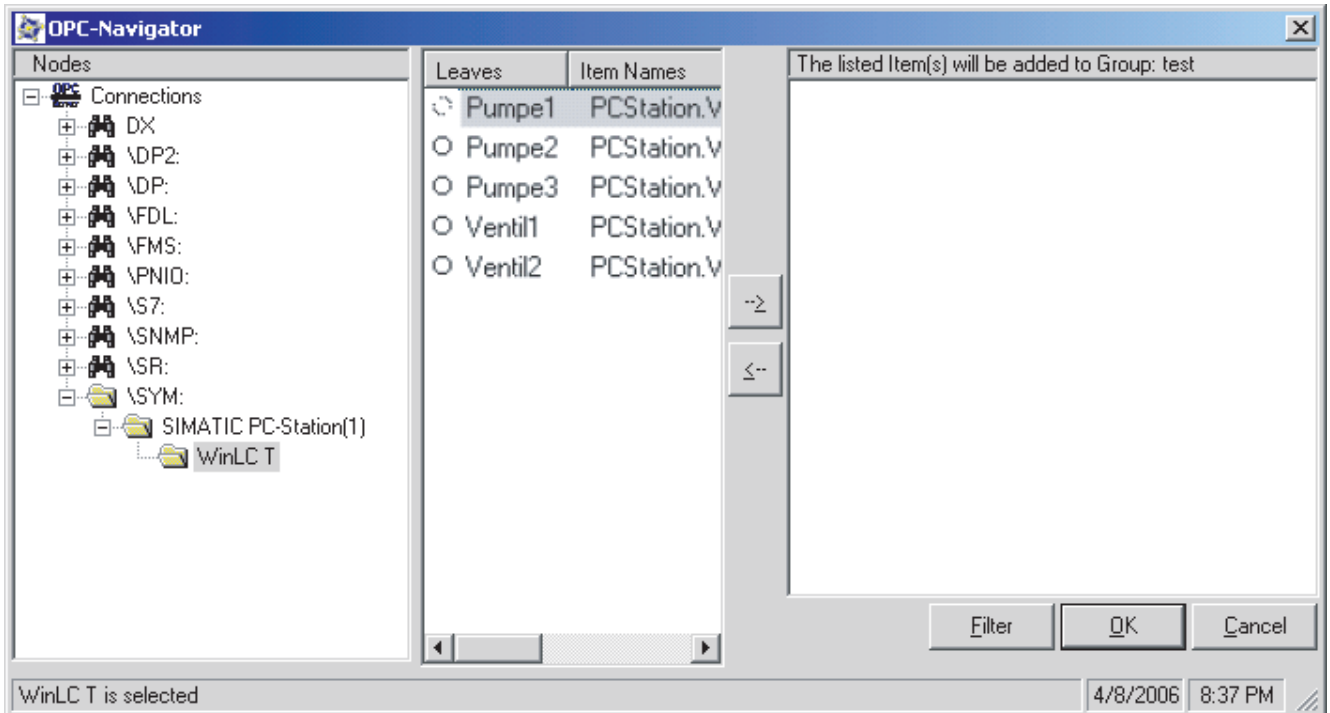 OPC-Navigator
Nodes
Connections
DX
\DP2:
\DP:
\FDL:
\FMS:
\PNIO:
\S7:
\SNMP:
\SR:
\SYM:
SIMATIC PC-Station(1)
WinLC T
Leaves Item Names
Pumpe1 PCStation.V
Pumpe2 PCStation.V
Pumpe3 PCStation.V
Ventil1 PCStation.V
Ventil2 PCStation.V
-->
<--
The listed Item(s) will be added to Group: test
Filter OK Cancel
WinLC T is selected 4/8/2006 8:37 PM